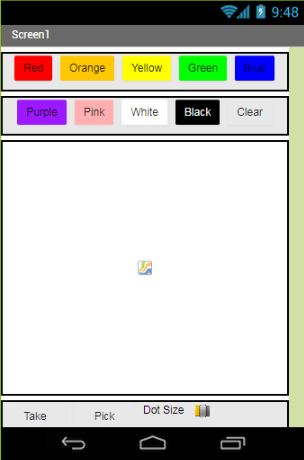 9:48
Screen1
Red Orange Yellow Green Blue
Purple Pink White Black Clear
Take Pick Dot Size